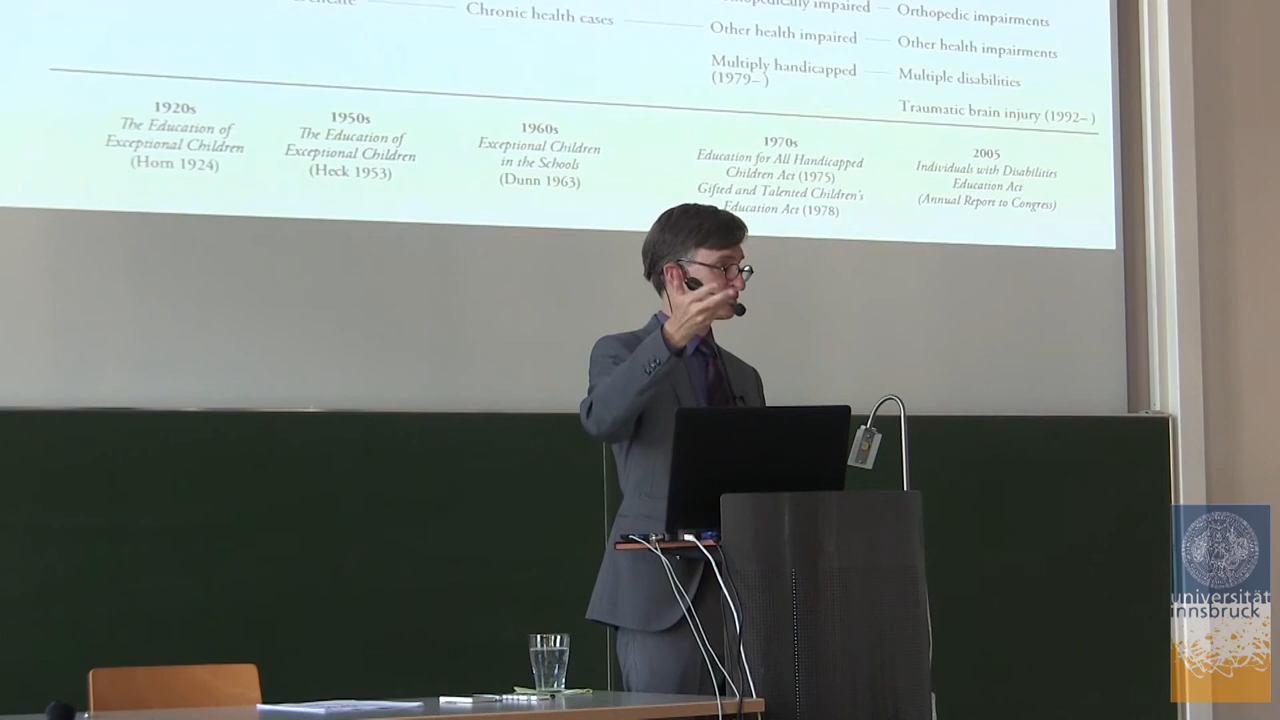 Chronic health cases
impaired
Orthopedic impairments
Other health impaired
Other health impairments
Multiply handicapped
(1979– )
Multiple disabilities
Traumatic brain injury (1992– )
1920s
The Education of
Exceptional Children
(Horn 1924)
1950s
The Education of
Exceptional Children
(Heck 1953)
1960s
Exceptional Children
in the Schools
(Dunn 1963)
1970s
Education for All Handicapped
Children Act (1975)
Gifted and Talented Children's
Education Act (1978)
2005
Individuals with Disabilities
Education Act
(Annual Report to Congress)
universität
innsbruck